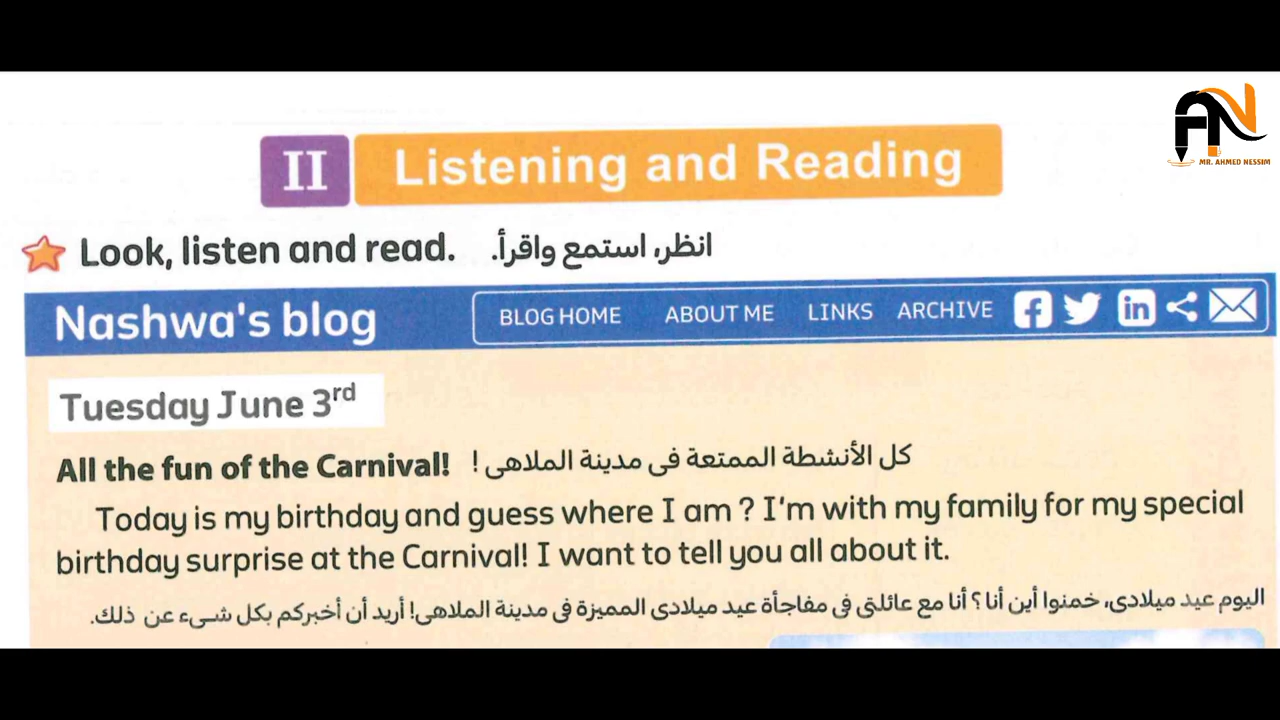 AN
MR. AHMED NESSIM
II Listening and Reading
Look, listen and read. انظر، استمع واقرأ.
Nashwa's blog BLOG HOME ABOUT ME LINKS ARCHIVE
Tuesday June 3rd
All the fun of the Carnival! كل الأنشطة الممتعة فى مدينة الملاهى !
Today is my birthday and guess where I am ? I'm with my family for my special
birthday surprise at the Carnival! I want to tell you all about it.
اليوم عيد ميلادى، خمنوا أين أنا ؟ أنا مع عائلتى فى مفاجأة عيد ميلادى المميزة فى مدينة الملاهى! أريد أن أخبركم بكل شىء عن ذلك.